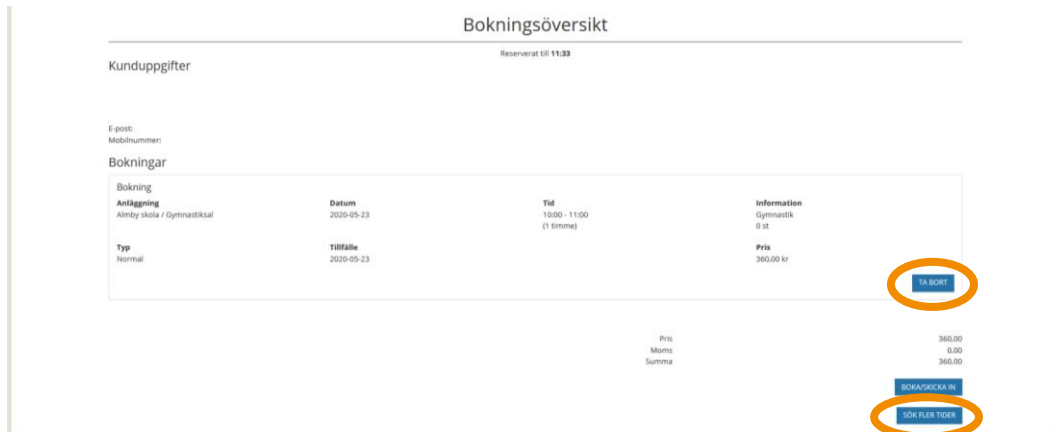 Bokningsöversikt
Reserverat till 11:33
Kunduppgifter
E-post:
Mobilnummer:
Bokningar
Bokning
Anläggning Datum Tid Information
Almby skola / Gymnastiksal 2020-05-23 10:00 - 11:00 Gymnastik
(1 timme) 0 st
Typ Tillfälle Pris
Normal 2020-05-23 360,00 kr
TA BORT
Pris 360,00
Moms 0,00
Summa 360,00
BOKA/SKICKA IN
SÖK FLER TIDER